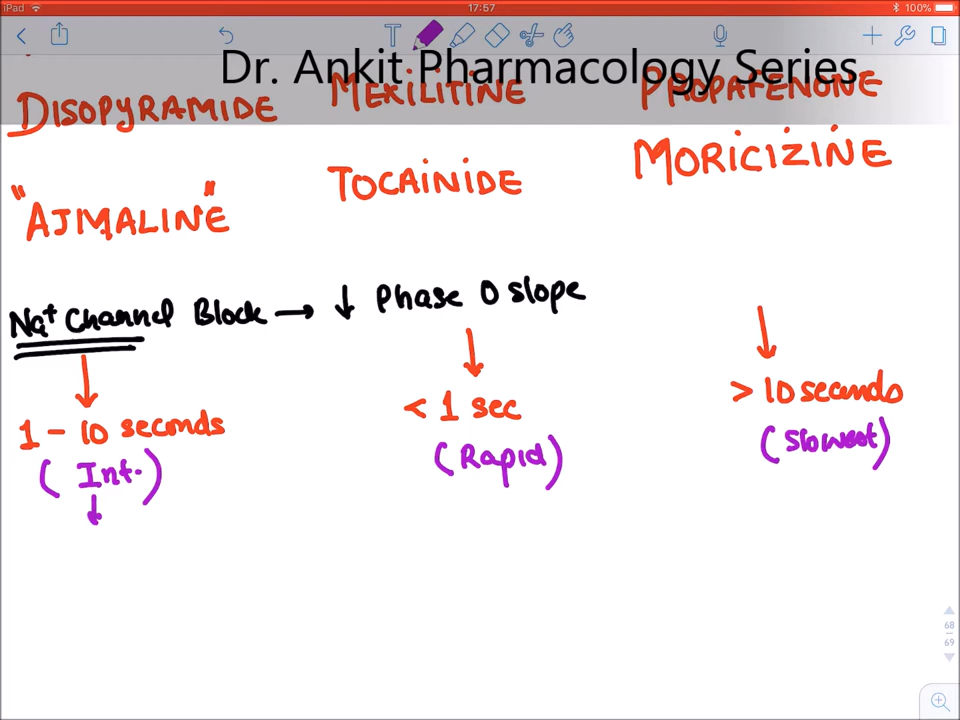 iPad 17:57 100%
Dr. Ankit Pharmacology Series
DISOPYRAMIDE MEXILITINE PROPAFENONE
"AJMALINE" TOCAINIDE MORICIZINE
Na+ Channel Block → ↓ Phase 0 slope
1 - 10 seconds < 1 sec > 10 seconds
(Int.) (Rapid) (Slowest)
68
69